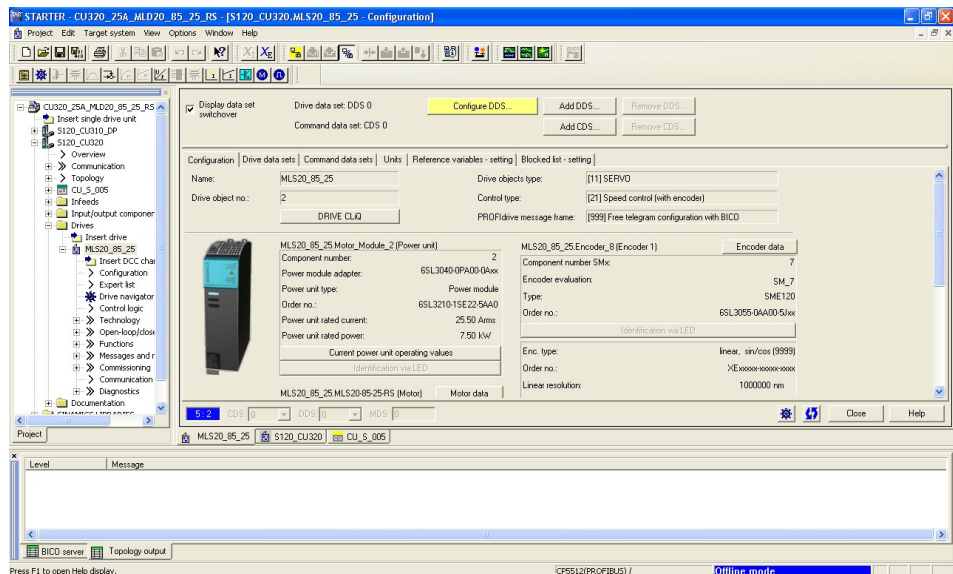 STARTER - CU320_25A_MLD20_85_25_RS - [S120_CU320.MLS20_85_25 - Configuration]
Project Edit Target system View Options Window Help
CU320_25A_MLD20_85_25_RS
Insert single drive unit
S120_CU310_DP
S120_CU320
Overview
Communication
Topology
CU_S_005
Infeeds
Input/output componer
Drives
Insert drive
MLS20_85_25
Insert DCC char
Configuration
Expert list
Drive navigator
Control logic
Technology
Open-loop/close
Functions
Messages and r
Commissioning
Communication
Diagnostics
Documentation
SINAMICS LIBRARIES
Project
Display data set switchover
Drive data set: DDS 0
Configure DDS...
Add DDS...
Remove DDS...
Command data set: CDS 0
Add CDS...
Remove CDS...
Configuration Drive data sets Command data sets Units Reference variables - setting Blocked list - setting
Name: MLS20_85_25
Drive objects type: [11] SERVO
Drive object no.: 2
Control type: [21] Speed control (with encoder)
DRIVE CLiQ
PROFIdrive message frame: [999] Free telegram configuration with BICO
MLS20_85_25.Motor_Module_2 (Power unit)
Component number: 2
Power module adapter: 6SL3040-0PA00-0Axx
Power unit type: Power module
Order no.: 6SL3210-1SE22-5AA0
Power unit rated current: 25.50 Arms
Power unit rated power: 7.50 kW
Current power unit operating values
Identification via LED
MLS20_85_25.MLS20-85-25-RS (Motor) Motor data
MLS20_85_25.Encoder_8 (Encoder 1) Encoder data
Component number SMx: 7
Encoder evaluation: SM_7
Type: SME120
Order no.: 6SL3055-0AA00-5Jxx
Identification via LED
Enc. type: linear, sin/cos (9999)
Order no.: XExxxxx-xxxxx-xxxx
Linear resolution: 1000000 nm
5:2 CDS: 0 DDS: 0 MDS: 0
Close Help
MLS20_85_25 S120_CU320 CU_S_005
Level Message
BICO server Topology output
Press F1 to open Help display.
CP5512(PROFIBUS) /
Offline mode